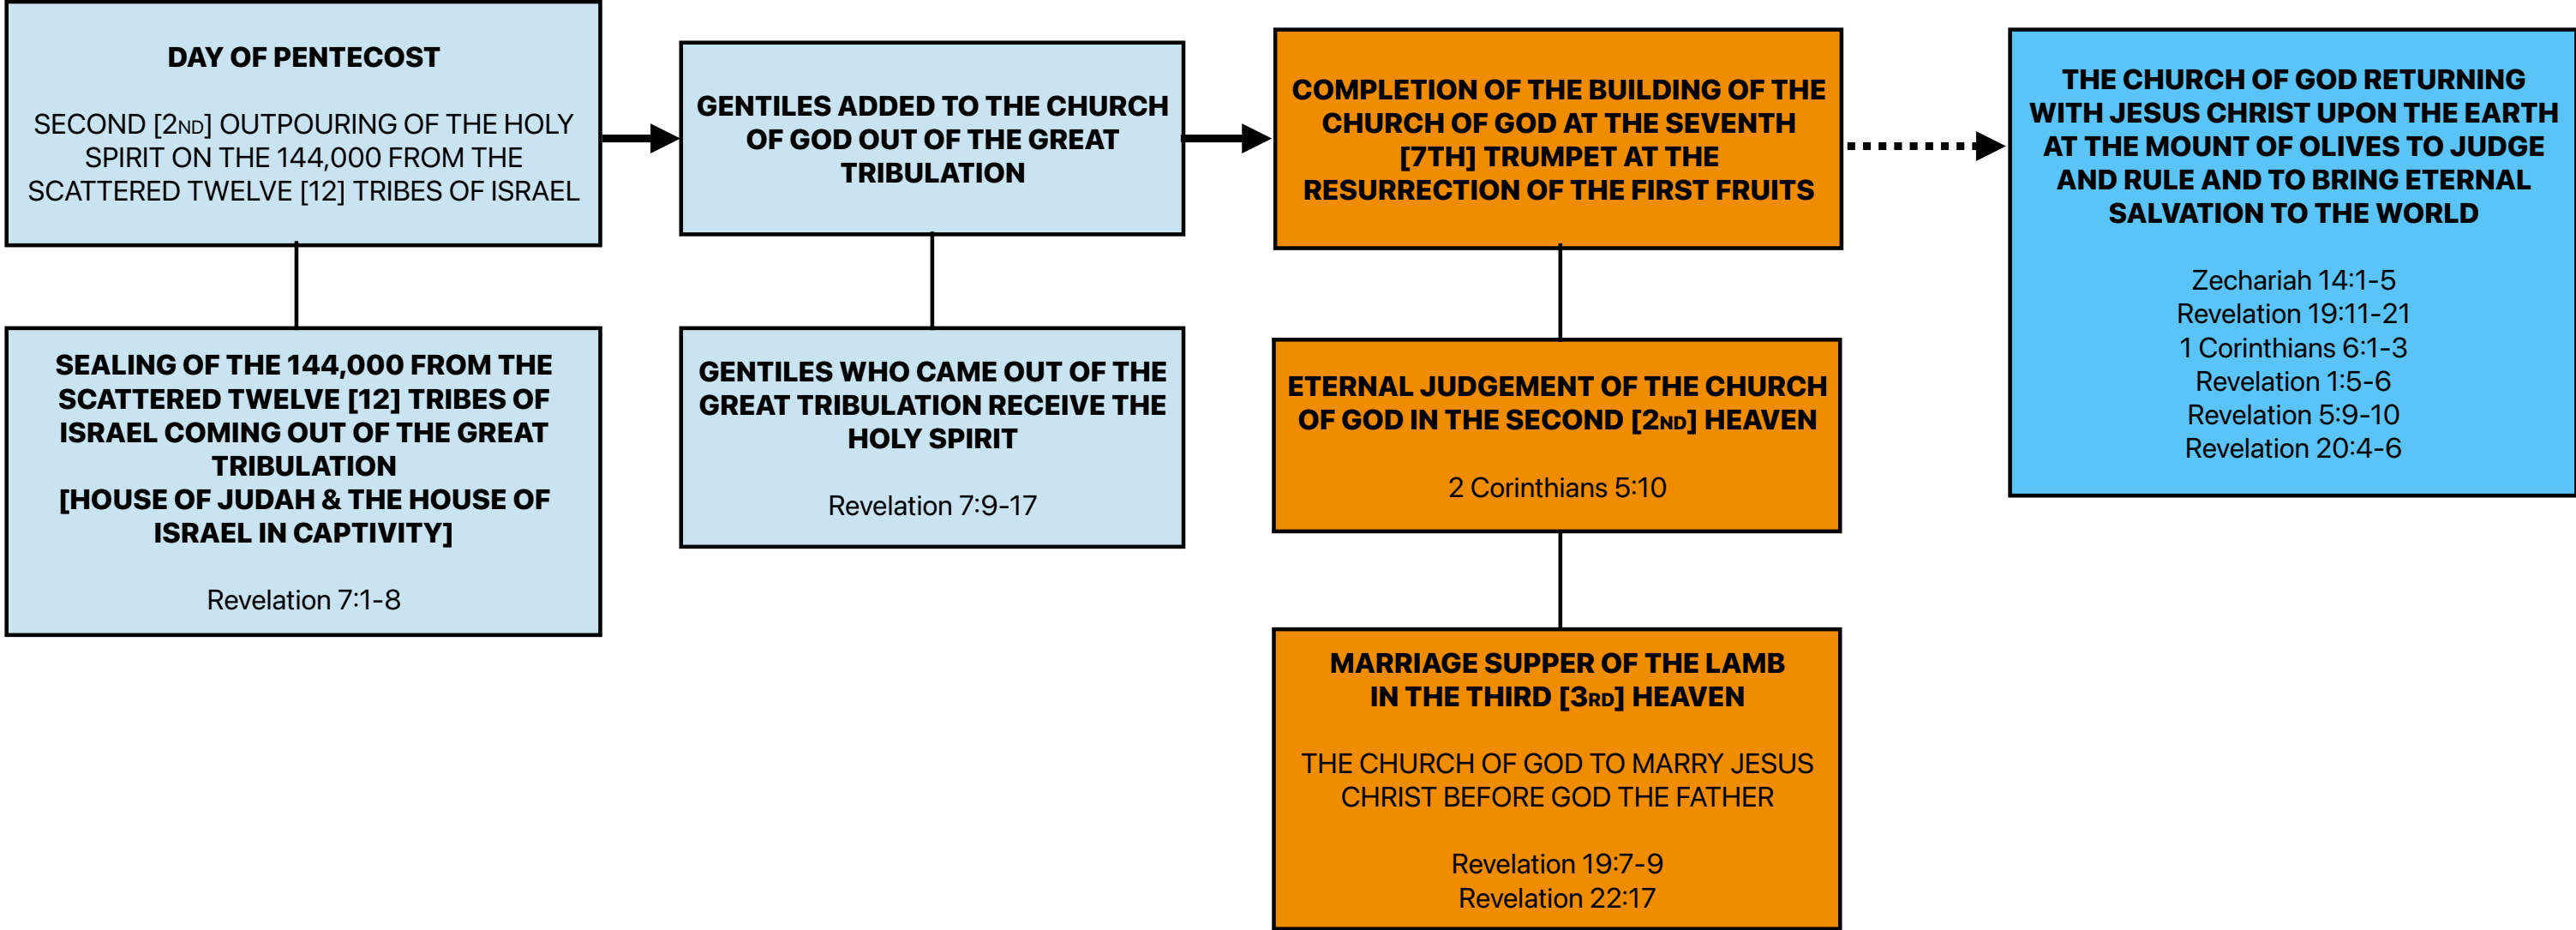 DAY OF PENTECOST
SECOND [2ND] OUTPOURING OF THE HOLY
SPIRIT ON THE 144,000 FROM THE
SCATTERED TWELVE [12] TRIBES OF ISRAEL
SEALING OF THE 144,000 FROM THE
SCATTERED TWELVE [12] TRIBES OF
ISRAEL COMING OUT OF THE GREAT
TRIBULATION
[HOUSE OF JUDAH & THE HOUSE OF
ISRAEL IN CAPTIVITY]
Revelation 7:1-8
GENTILES ADDED TO THE CHURCH
OF GOD OUT OF THE GREAT
TRIBULATION
GENTILES WHO CAME OUT OF THE
GREAT TRIBULATION RECEIVE THE
HOLY SPIRIT
Revelation 7:9-17
COMPLETION OF THE BUILDING OF THE
CHURCH OF GOD AT THE SEVENTH
[7TH] TRUMPET AT THE
RESURRECTION OF THE FIRST FRUITS
ETERNAL JUDGEMENT OF THE CHURCH
OF GOD IN THE SECOND [2ND] HEAVEN
2 Corinthians 5:10
MARRIAGE SUPPER OF THE LAMB
IN THE THIRD [3RD] HEAVEN
THE CHURCH OF GOD TO MARRY JESUS
CHRIST BEFORE GOD THE FATHER
Revelation 19:7-9
Revelation 22:17
THE CHURCH OF GOD RETURNING
WITH JESUS CHRIST UPON THE EARTH
AT THE MOUNT OF OLIVES TO JUDGE
AND RULE AND TO BRING ETERNAL
SALVATION TO THE WORLD
Zechariah 14:1-5
Revelation 19:11-21
1 Corinthians 6:1-3
Revelation 1:5-6
Revelation 5:9-10
Revelation 20:4-6